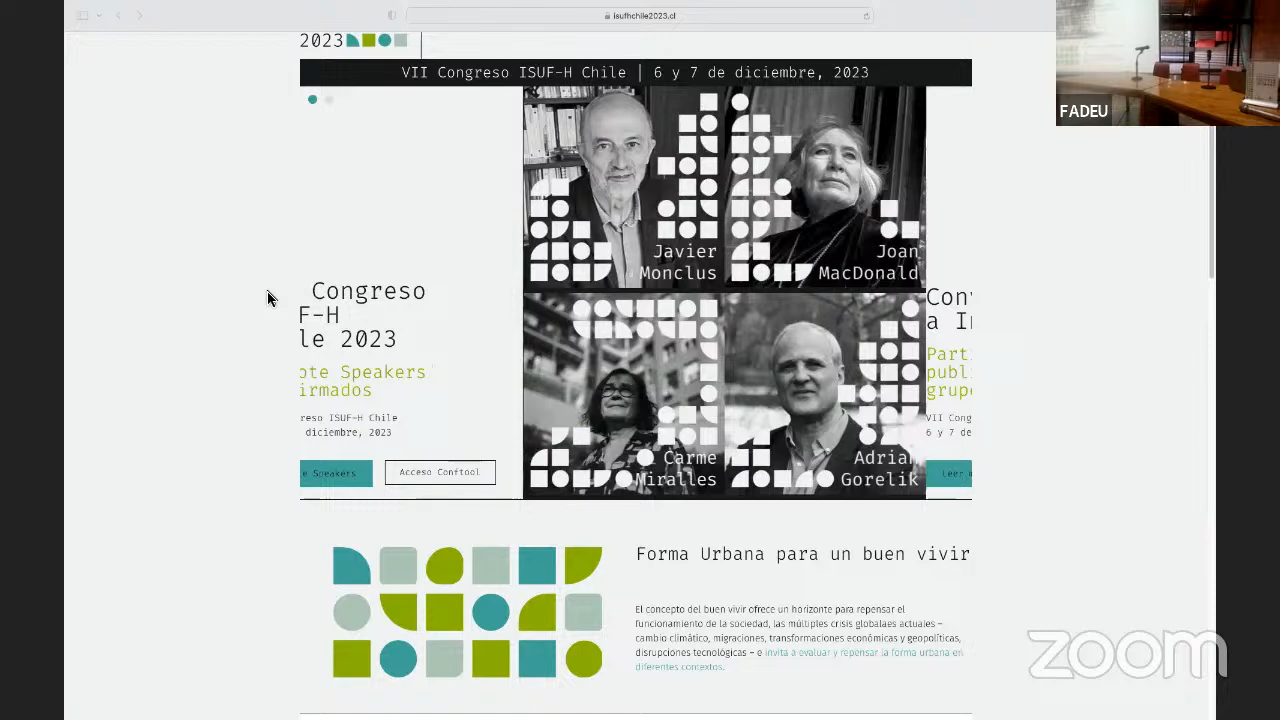 isufhchile2023.cl
2023
VII Congreso ISUF-H Chile | 6 y 7 de diciembre, 2023
FADEU
Javier
Monclus
Joan
MacDonald
Congreso
F-H
le 2023
ote Speakers
irmados
reso ISUF-H Chile
diciembre, 2023
e Speakers
Acceso Conftool
Carme
Miralles
Adrian
Gorelik
Con
a I
Part
publ
grup
VII Cong
6 y 7 de
Leer
Forma Urbana para un buen vivir
El concepto del buen vivir ofrece un horizonte para repensar el
funcionamiento de la sociedad, las múltiples crisis globalaes actuales –
cambio climático, migraciones, transformaciones económicas y geopolíticas,
disrupciones tecnológicas – e invita a evaluar y repensar la forma urbana en
diferentes contextos.
zoom